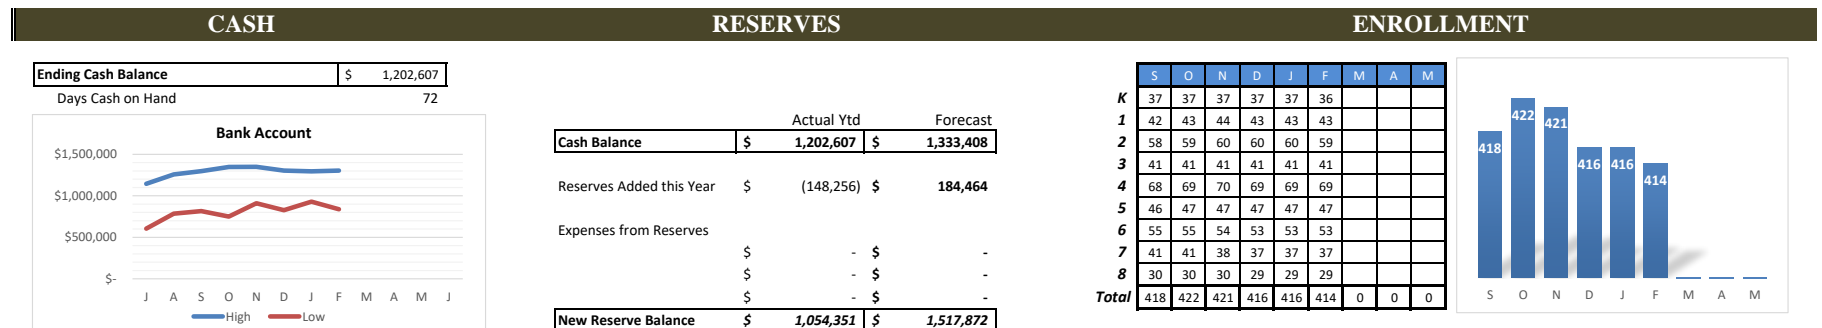 CASH RESERVES ENROLLMENT
Ending Cash Balance $ 1,202,607
Days Cash on Hand 72
Bank Account
$1,500,000
$1,000,000
$500,000
$-
J A S O N D J F M A M J
High Low
Actual Ytd Forecast
Cash Balance $ 1,202,607 $ 1,333,408
Reserves Added this Year $ (148,256) $ 184,464
Expenses from Reserves
$ - $ -
$ - $ -
$ - $ -
New Reserve Balance $ 1,054,351 $ 1,517,872
S O N D J F M A M
K 37 37 37 37 37 36
1 42 43 44 43 43 43
2 58 59 60 60 60 59
3 41 41 41 41 41 41
4 68 69 70 69 69 69
5 46 47 47 47 47 47
6 55 55 54 53 53 53
7 41 41 38 37 37 37
8 30 30 30 29 29 29
Total 418 422 421 416 416 414 0 0 0
418 422 421 416 416 414
S O N D J F M A M